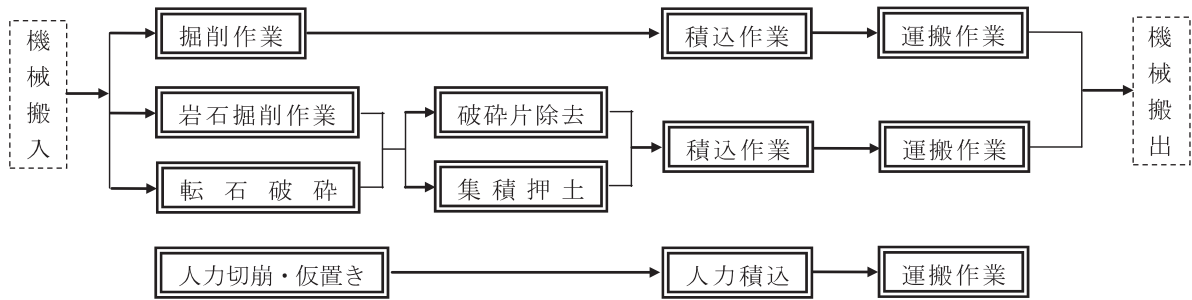 機械搬入
掘削作業
積込作業
運搬作業
岩石掘削作業
破砕片除去
転石破砕
集積押土
積込作業
運搬作業
機械搬出
人力切崩・仮置き
人力積込
運搬作業